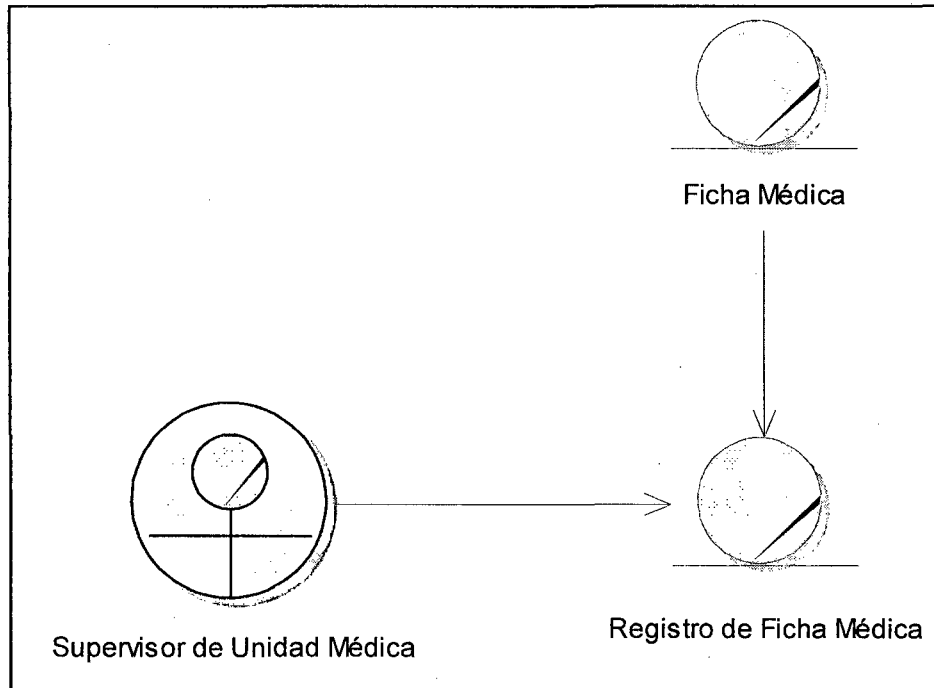 Ficha Médica
Supervisor de Unidad Médica
Registro de Ficha Médica